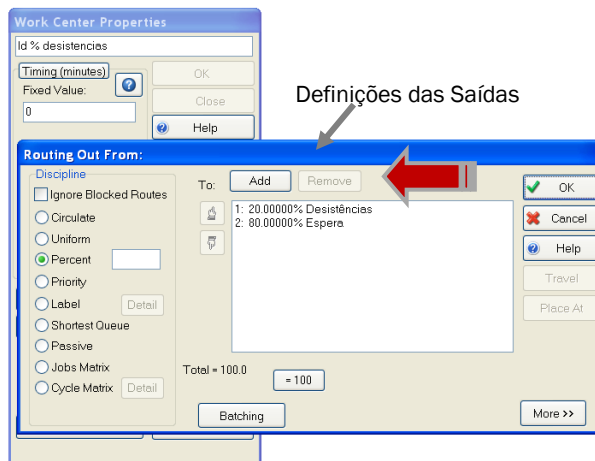 Work Center Properties
Id % desistencias
Timing (minutes)
Fixed Value:
0
OK
Close
Help
Definições das Saídas
Routing Out From:
Discipline
Ignore Blocked Routes
Circulate
Uniform
Percent
Priority
Label Detail
Shortest Queue
Passive
Jobs Matrix
Cycle Matrix Detail
To: Add Remove
1: 20.00000% Desistências
2: 80.00000% Espera
Total = 100.0
= 100
Batching
OK
Cancel
Help
Travel
Place At
More >>